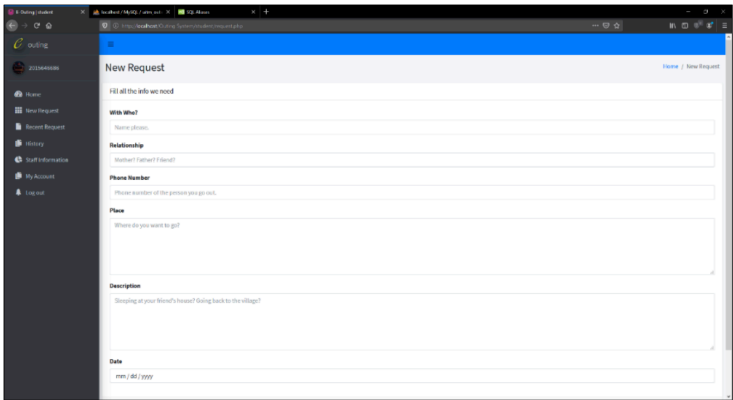 E-Outing | student
localhost / MySQL / 
SQL Aliases
outing
New Request
Home / New Request
Home
New Request
Recent Request
History
Staff Information
My Account
Log out
Fill all the info we need
With Who?
Name please.
Relationship
Mother? Father? Friend?
Phone Number
Phone number of the person you go out.
Place
Where do you want to go?
Description
Sleeping at your friend's house? Going back to the village?
Date
mm / dd / yyyy